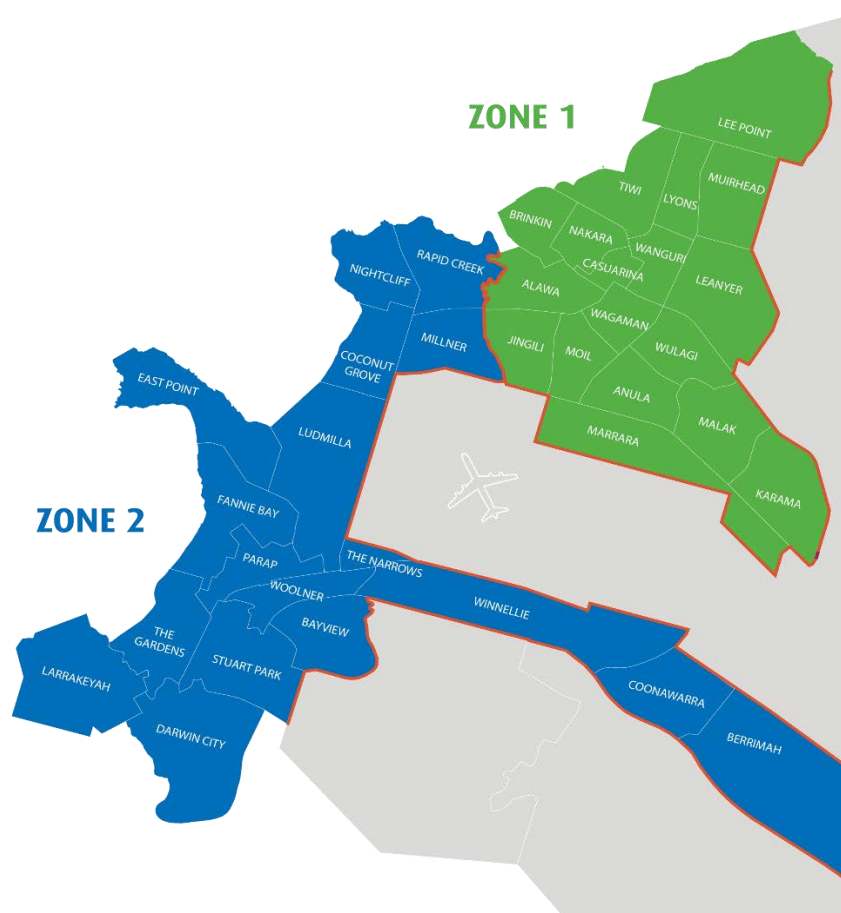 ZONE 1
LEE POINT
MUIRHEAD
TIWI
LYONS
BRINKIN
NAKARA
WANGURI
CASUARINA
LEANYER
ALAWA
WAGAMAN
JINGILI
MOIL
WULAGI
ANULA
MALAK
MARRARA
KARAMA
RAPID CREEK
NIGHTCLIFF
MILLNER
COCONUT
GROVE
EAST POINT
LUDMILLA
ZONE 2
FANNIE BAY
PARAP
THE NARROWS
WOOLNER
WINNELLIE
BAYVIEW
THE
GARDENS
STUART PARK
LARRAKEYAH
DARWIN CITY
COONAWARRA
BERRIMAH